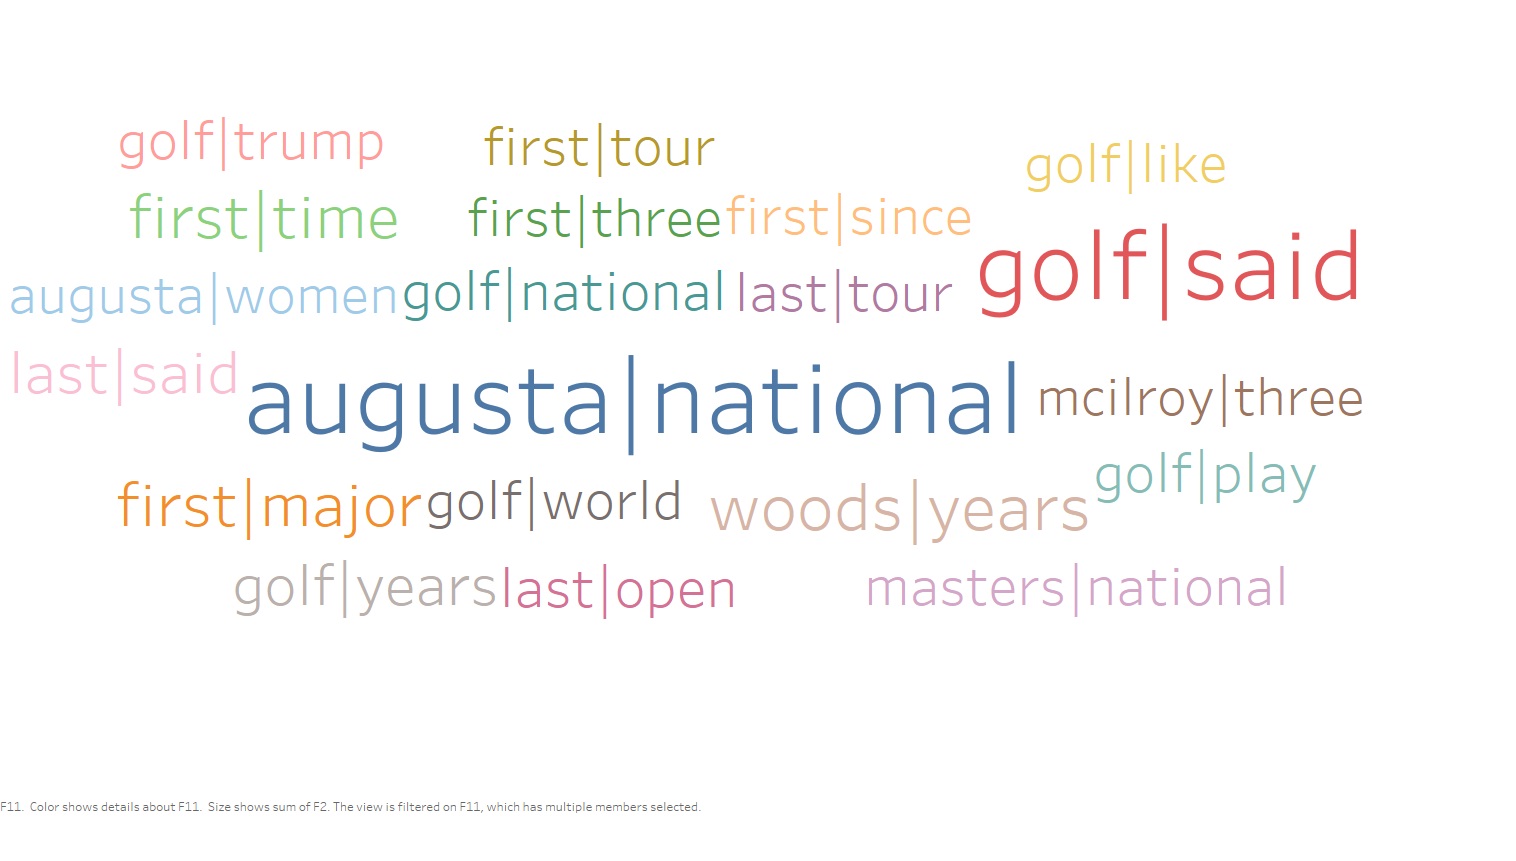 golf|trump
first|tour
golf|like
first|time
first|three
first|since
golf|said
augusta|women
golf|national
last|tour
last|said
augusta|national
mcilroy|three
first|major
golf|world
woods|years
golf|play
golf|years
last|open
masters|national
F11. Color shows details about F11. Size shows sum of F2. The view is filtered on F11, which has multiple members selected.